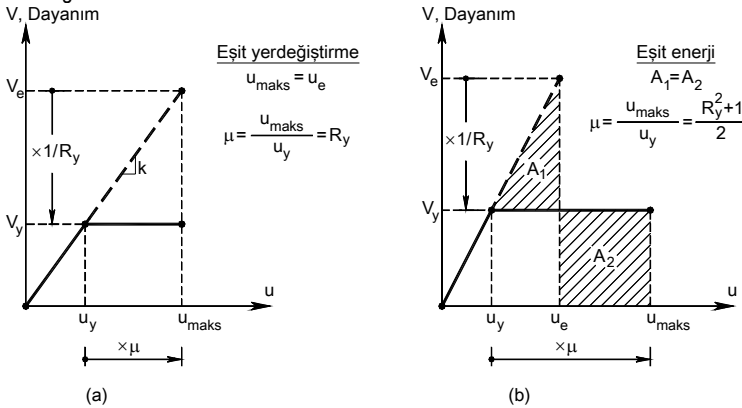 V, Dayanım
Eşit yerdeğiştirme
u_maks = u_e
μ = u_maks / u_y = R_y
V_e
×1/R_y
k
V_y
u
u_y
u_maks
×μ
(a)
V, Dayanım
Eşit enerji
A_1=A_2
μ = u_maks / u_y = R_y^2+1 / 2
V_e
×1/R_y
A_1
V_y
A_2
u
u_y
u_e
u_maks
×μ
(b)